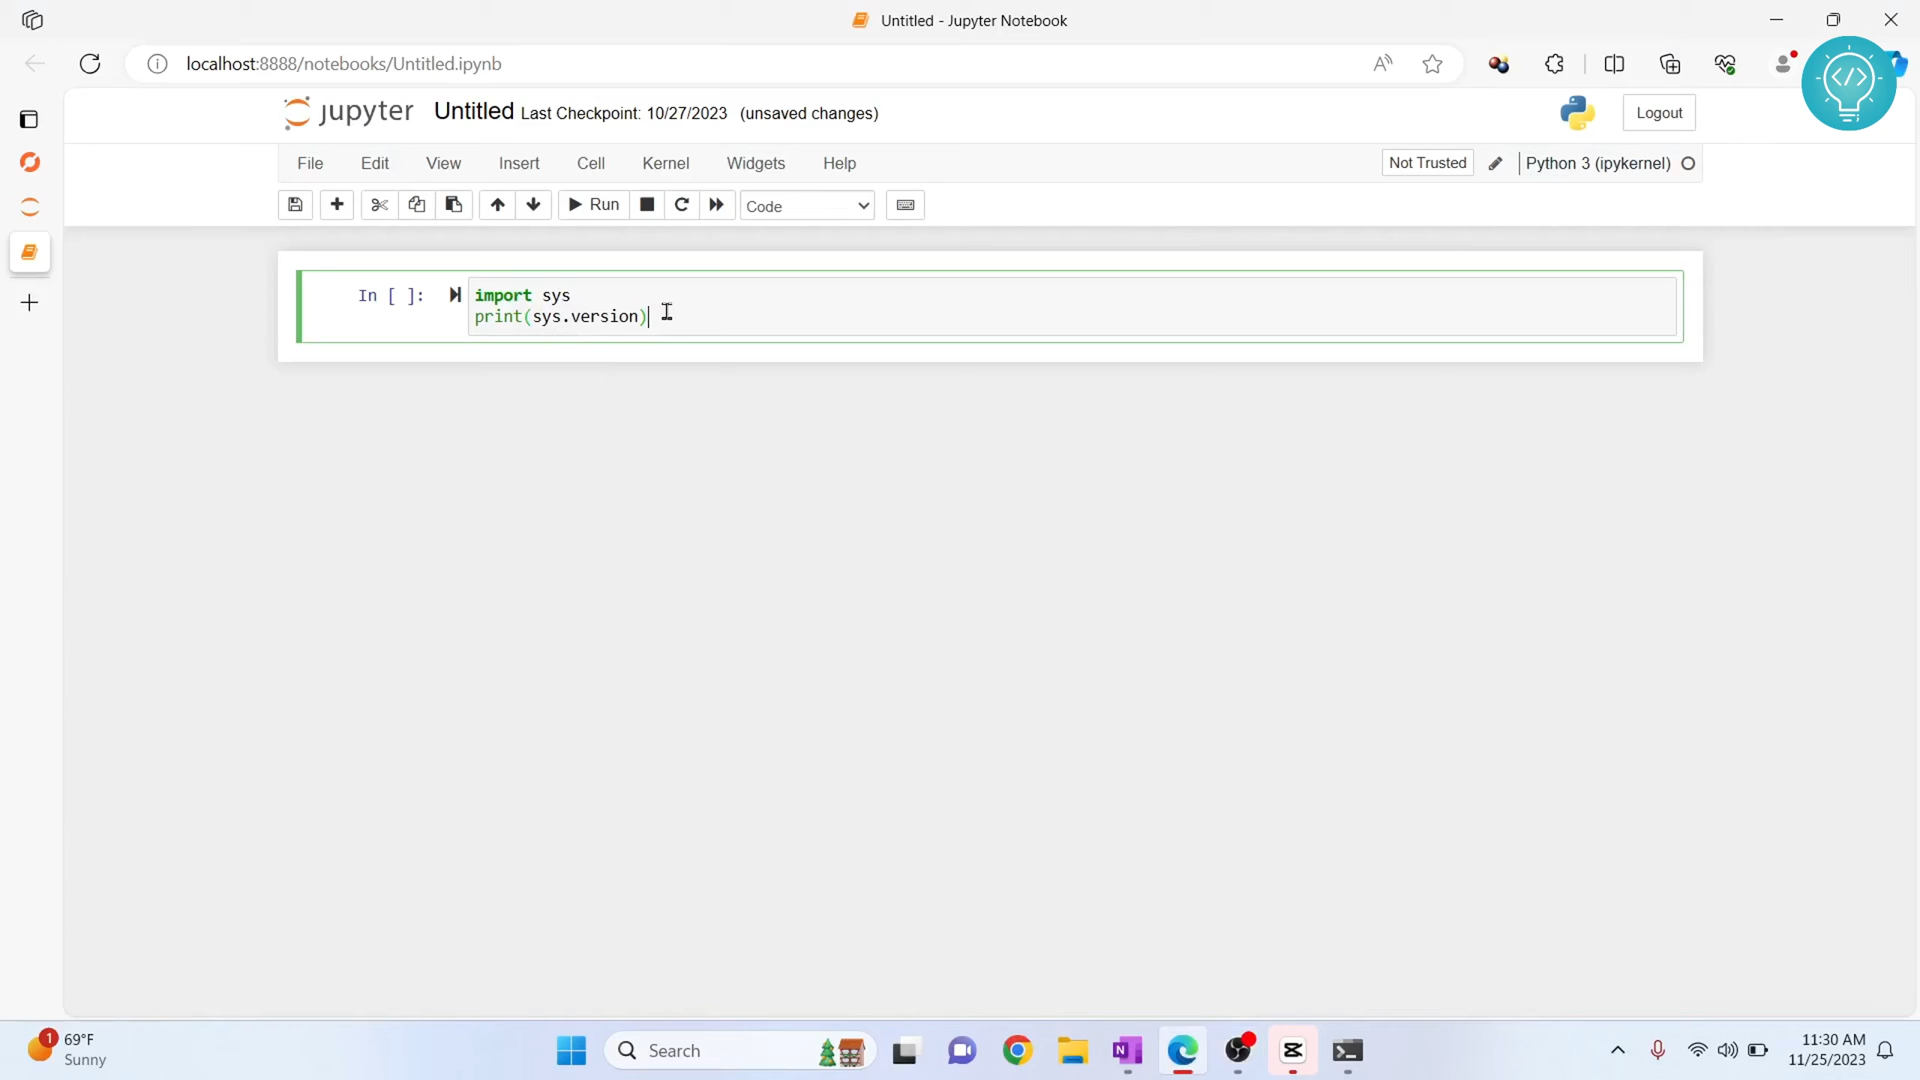 Untitled - Jupyter Notebook
localhost:8888/notebooks/Untitled.ipynb
jupyter Untitled Last Checkpoint: 10/27/2023 (unsaved changes)
Logout
File Edit View Insert Cell Kernel Widgets Help
Not Trusted
Python 3 (ipykernel)
Run
Code
In [ ]:
import sys
print(sys.version)
1
69°F
Sunny
Search
N
11:30 AM
11/25/2023